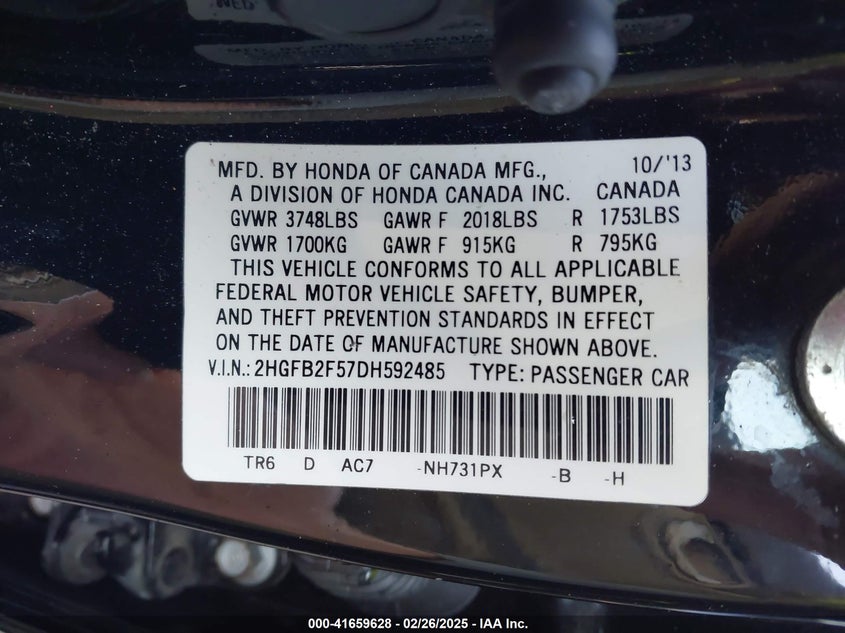 MFD. BY HONDA OF CANADA MFG., 10/'13
A DIVISION OF HONDA CANADA INC. CANADA
GVWR 3748LBS GAWR F 2018LBS R 1753LBS
GVWR 1700KG GAWR F 915KG R 795KG
THIS VEHICLE CONFORMS TO ALL APPLICABLE
FEDERAL MOTOR VEHICLE SAFETY, BUMPER,
AND THEFT PREVENTION STANDARDS IN EFFECT
ON THE DATE OF MANUFACTURE SHOWN ABOVE.
V.I.N.: 2HGFB2F57DH592485 TYPE: PASSENGER CAR
TR6 D AC7 -NH731PX -B -H
000-41659628 - 02/26/2025 - IAA Inc.